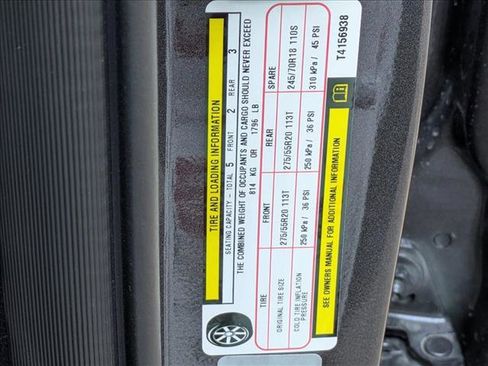 TIRE AND LOADING INFORMATION
SEATING CAPACITY - TOTAL 5 FRONT 2 REAR 3
THE COMBINED WEIGHT OF OCCUPANTS AND CARGO SHOULD NEVER EXCEED
814 KG OR 1796 LB
TIRE FRONT REAR SPARE
ORIGINAL TIRE SIZE 275/55R20 113T 275/55R20 113T 245/70R18 110S
COLD TIRE INFLATION PRESSURE 250 kPa / 36 PSI 250 kPa / 36 PSI 310 kPa / 45 PSI
SEE OWNERS MANUAL FOR ADDITIONAL INFORMATION
T4156938